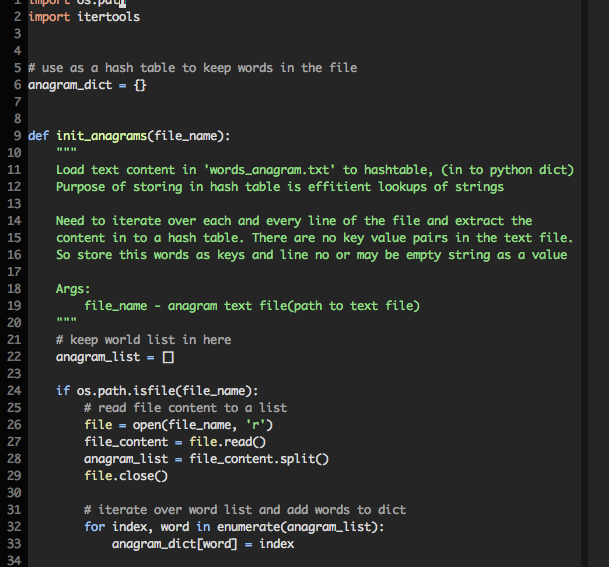 1 import os.path
2 import itertools
3
4
5 # use as a hash table to keep words in the file
6 anagram_dict = {}
7
8
9 def init_anagrams(file_name):
10     """
11     Load text content in 'words_anagram.txt' to hashtable, (in to python dict)
12     Purpose of storing in hash table is effitient lookups of strings
13
14     Need to iterate over each and every line of the file and extract the
15     content in to a hash table. There are no key value pairs in the text file.
16     So store this words as keys and line no or may be empty string as a value
17
18     Args:
19         file_name - anagram text file(path to text file)
20     """
21     # keep world list in here
22     anagram_list = []
23
24     if os.path.isfile(file_name):
25         # read file content to a list
26         file = open(file_name, 'r')
27         file_content = file.read()
28         anagram_list = file_content.split()
29         file.close()
30
31         # iterate over word list and add words to dict
32         for index, word in enumerate(anagram_list):
33             anagram_dict[word] = index
34